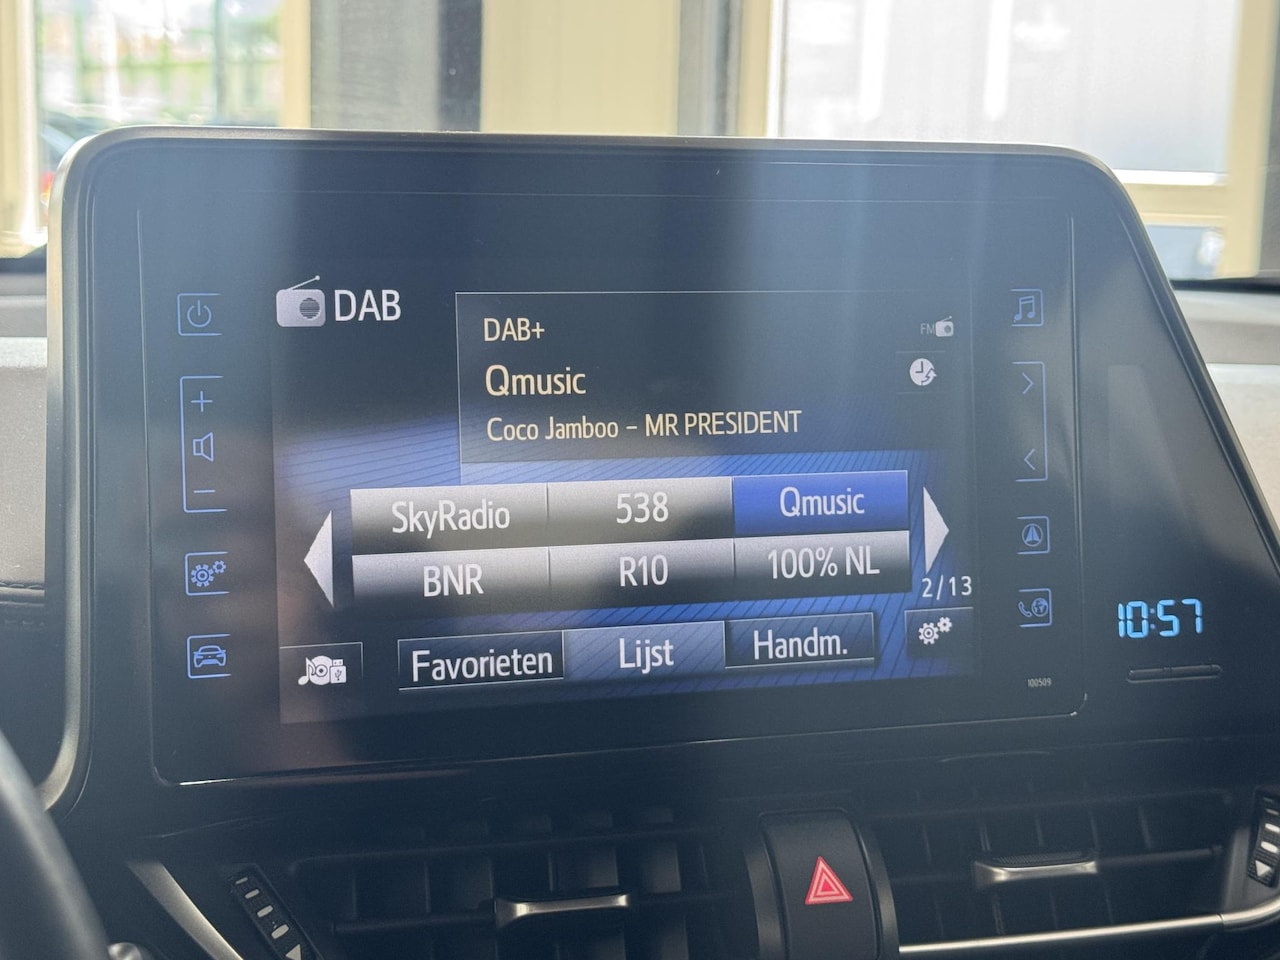 DAB
DAB+
FM
Qmusic
Coco Jamboo - MR PRESIDENT
SkyRadio 538 Qmusic
BNR R10 100% NL
2/13
Favorieten Lijst Handm.
10:57
100509